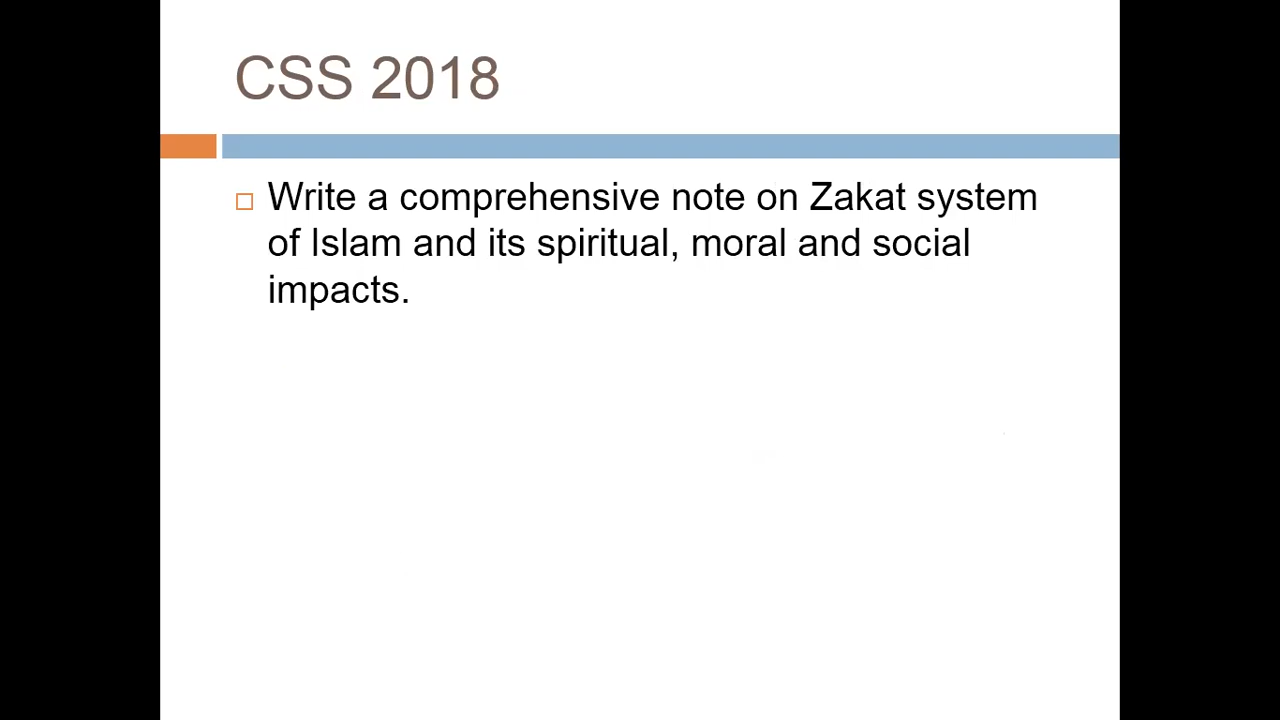 CSS 2018
Write a comprehensive note on Zakat system
of Islam and its spiritual, moral and social
impacts.